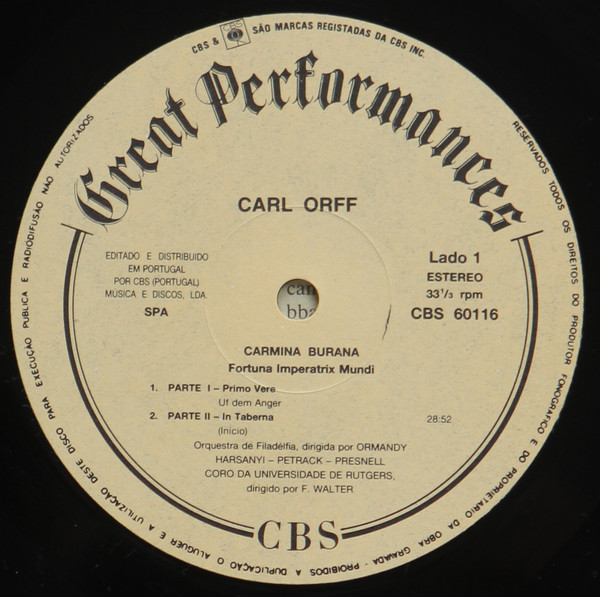 CBS & CBS SÃO MARCAS REGISTADAS DA CBS INC.
RESERVADOS TODOS OS DIREITOS DO PRODUTOR FONOGRÁFICO E DO PROPRIETÁRIO DA OBRA GRAVADA - PROIBIDOS A DUPLICAÇÃO O ALUGUER E A UTILIZAÇÃO DESTE DISCO PARA EXECUÇÃO PÚBLICA E RADIODIFUSÃO NÃO AUTORIZADOS
Great Performances
CARL ORFF
EDITADO E DISTRIBUIDO
EM PORTUGAL
POR CBS (PORTUGAL)
MUSICA E DISCOS, LDA.
SPA
Lado 1
ESTEREO
33 1/3 rpm
CBS 60116
can
bba
CARMINA BURANA
Fortuna Imperatrix Mundi
1. PARTE I – Primo Vere
Uf dem Anger
2. PARTE II – In Taberna 28:52
(Início)
Orquestra de Filadélfia, dirigida por ORMANDY
HARSANYI – PETRACK – PRESNELL
CORO DA UNIVERSIDADE DE RUTGERS,
dirigido por F. WALTER
CBS